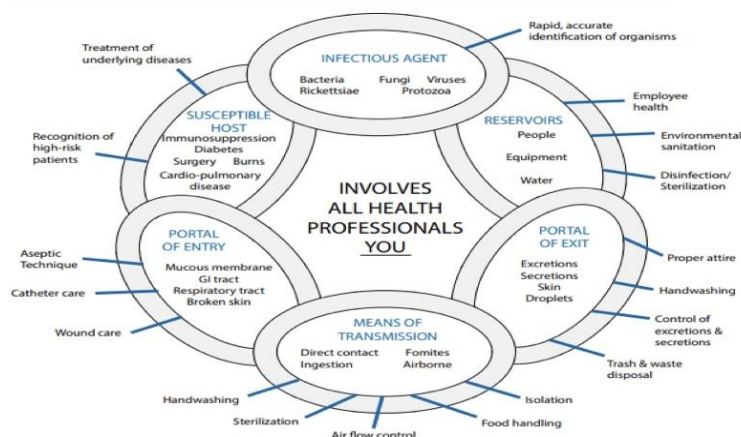 INFECTIOUS AGENT
Bacteria Fungi Viruses
Rickettsiae Protozoa
Rapid, accurate
identification of organisms
RESERVOIRS
People
Equipment
Water
Employee
health
Environmental
sanitation
Disinfection/
Sterilization
PORTAL
OF EXIT
Excretions
Secretions
Skin
Droplets
Proper attire
Handwashing
Control of
excretions &
secretions
Trash & waste
disposal
MEANS OF
TRANSMISSION
Direct contact Fomites
Ingestion Airborne
Isolation
Food handling
Air flow control
Sterilization
Handwashing
PORTAL
OF ENTRY
Mucous membrane
GI tract
Respiratory tract
Broken skin
Wound care
Catheter care
Aseptic
Technique
SUSCEPTIBLE
HOST
Immunosuppression
Diabetes
Surgery Burns
Cardio-pulmonary
disease
Recognition of
high-risk
patients
Treatment of
underlying diseases
INVOLVES
ALL HEALTH
PROFESSIONALS
YOU